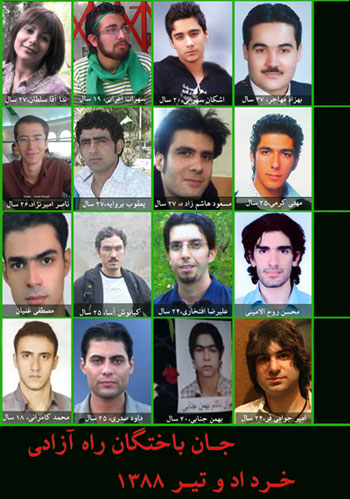 بهزاد مهاجر، ۴۷ سال
اشکان سهرابی، ۲۰ سال
سهراب اعرابی، ۱۹ سال
ندا آقا سلطان، ۲۷ سال
مهدی کرمی، ۲۵ سال
مسعود هاشم زاده، ۲۷ سال
یعقوب بروایه، ۲۷ سال
ناصر امیرنژاد، ۲۶ سال
محسن روح الامینی
علیرضا افتخاری، ۲۴ سال
کیانوش آسا، ۲۵ سال
مصطفی غنیان
امیر جوادی فر، ۲۴ سال
بهمن جنابی، ۲۰ سال
داود صدری، ۲۵ سال
محمد کامرانی، ۱۸ سال
جان باختگان راه آزادی
خرداد و تیر ۱۳۸۸